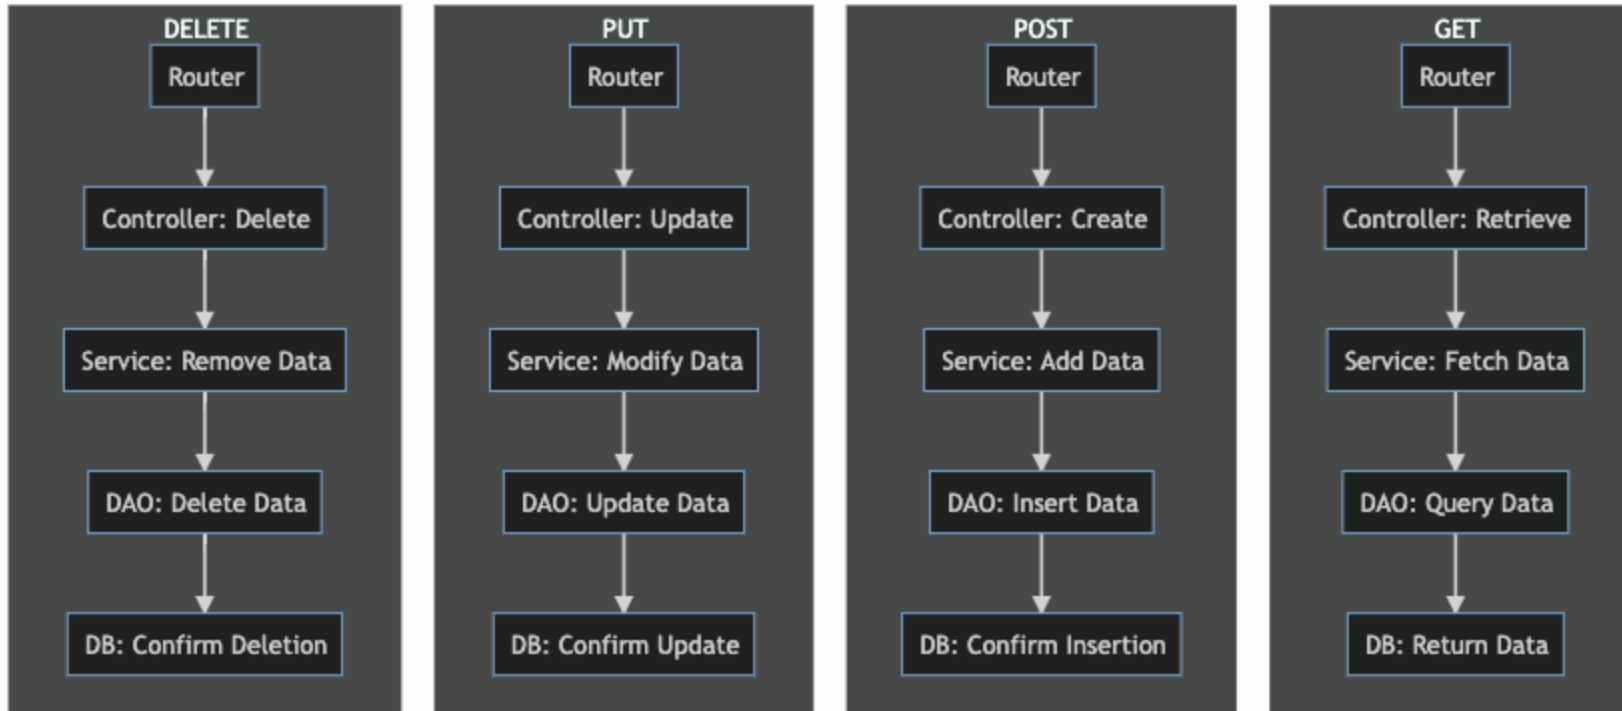 DELETE
Router
Controller: Delete
Service: Remove Data
DAO: Delete Data
DB: Confirm Deletion
PUT
Router
Controller: Update
Service: Modify Data
DAO: Update Data
DB: Confirm Update
POST
Router
Controller: Create
Service: Add Data
DAO: Insert Data
DB: Confirm Insertion
GET
Router
Controller: Retrieve
Service: Fetch Data
DAO: Query Data
DB: Return Data